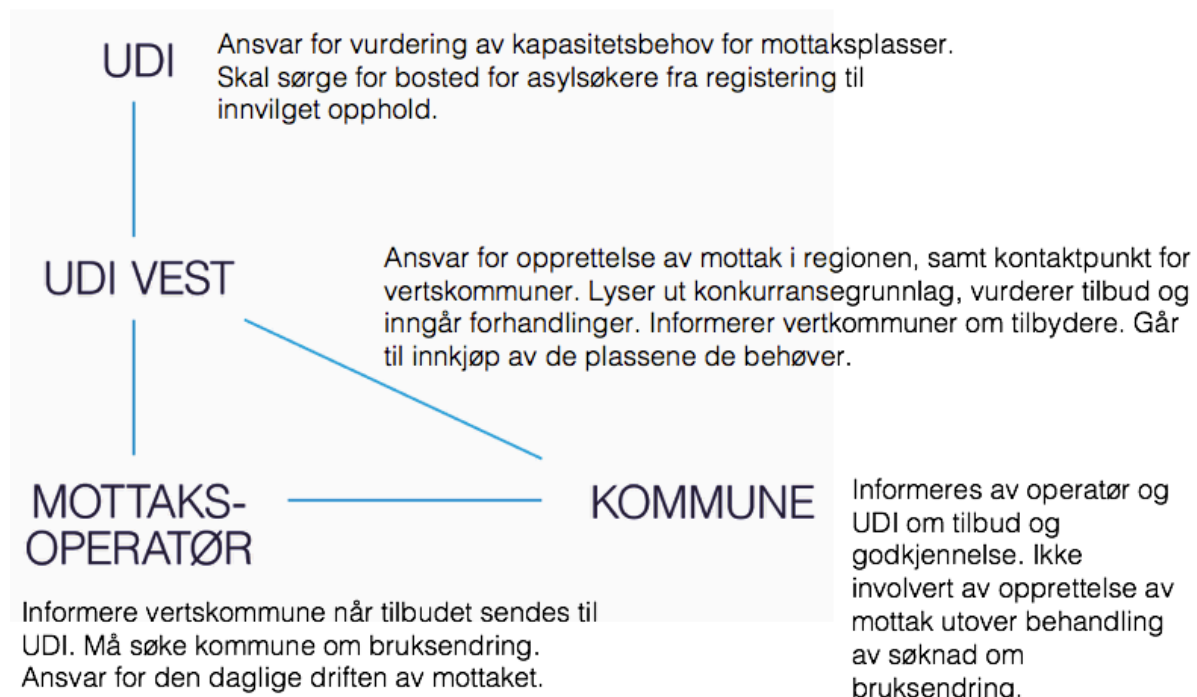 UDI
Ansvar for vurdering av kapasitetsbehov for mottaksplasser.
Skal sørge for bosted for asylsøkere fra registering til
innvilget opphold.
UDI VEST
Ansvar for opprettelse av mottak i regionen, samt kontaktpunkt for
vertskommuner. Lyser ut konkurransegrunnlag, vurderer tilbud og
inngår forhandlinger. Informerer vertkommuner om tilbydere. Går
til innkjøp av de plassene de behøver.
MOTTAKS-
OPERATØR
Informere vertskommune når tilbudet sendes til
UDI. Må søke kommune om bruksendring.
Ansvar for den daglige driften av mottaket.
KOMMUNE
Informeres av operatør og
UDI om tilbud og
godkjennelse. Ikke
involvert av opprettelse av
mottak utover behandling
av søknad om
bruksendring.